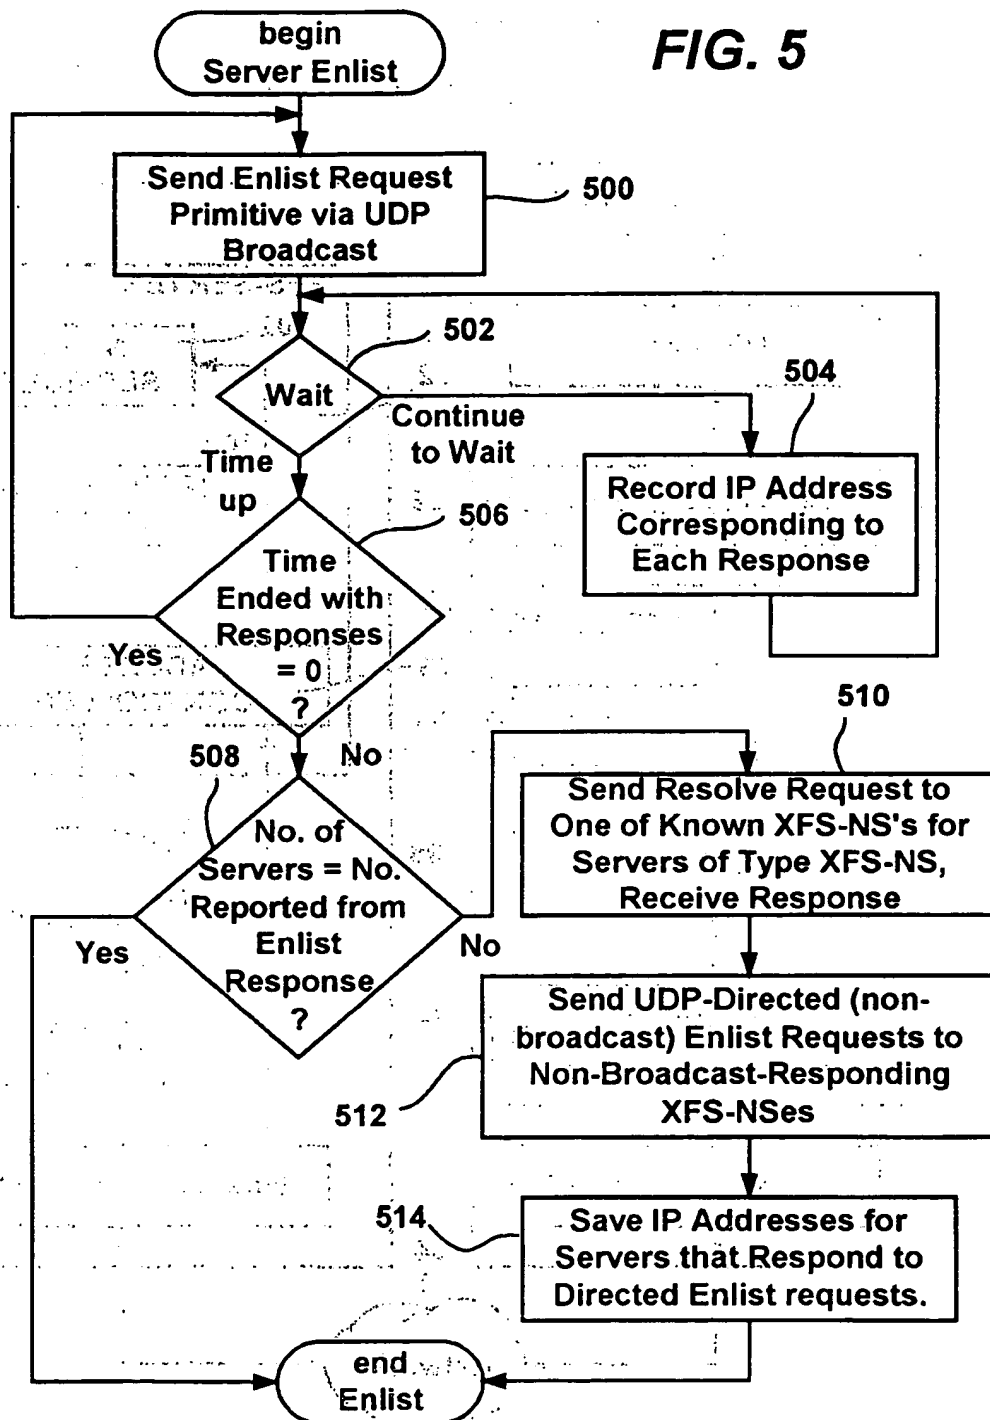 begin
Server Enlist
FIG. 5
Send Enlist Request
Primitive via UDP
Broadcast
500
502
Wait
Continue
to Wait
504
Record IP Address
Corresponding to
Each Response
Time
up
506
Time
Ended with
Responses
= 0
?
Yes
No
508
No. of
Servers = No.
Reported from
Enlist
Response
?
Yes
No
510
Send Resolve Request to
One of Known XFS-NS's for
Servers of Type XFS-NS,
Receive Response
Send UDP-Directed (non-
broadcast) Enlist Requests to
Non-Broadcast-Responding
XFS-NSes
512
514
Save IP Addresses for
Servers that Respond to
Directed Enlist requests.
end
Enlist